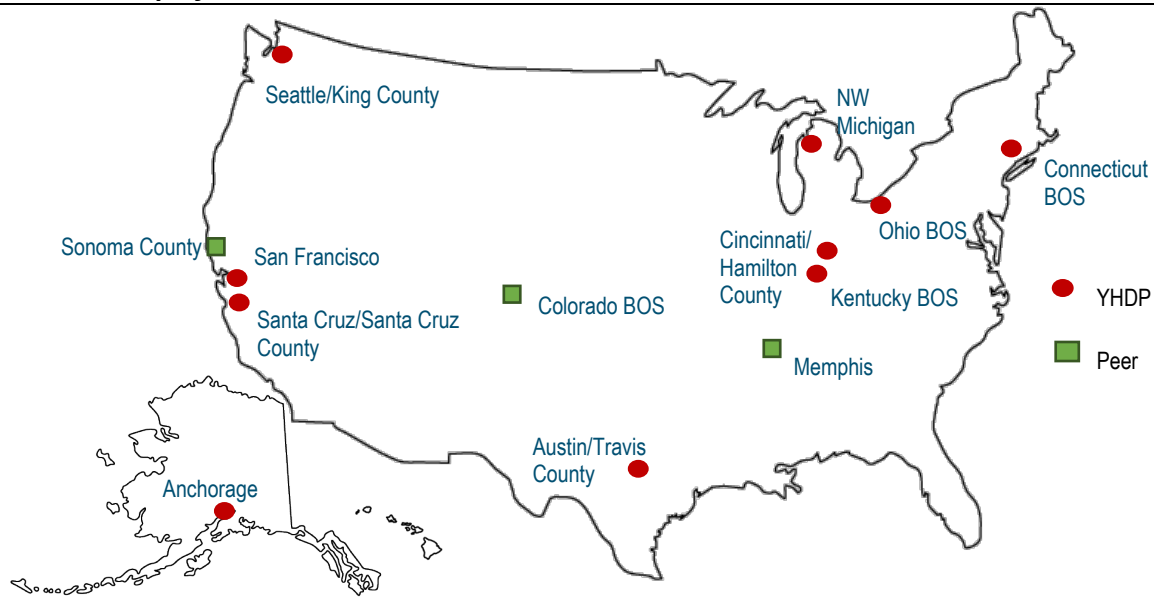 Seattle/King County
NW
Michigan
Connecticut
BOS
Ohio BOS
Sonoma County
San Francisco
Cincinnati/
Hamilton
County
Kentucky BOS
Santa Cruz/Santa Cruz
County
Colorado BOS
YHDP
Memphis
Peer
Austin/Travis
County
Anchorage